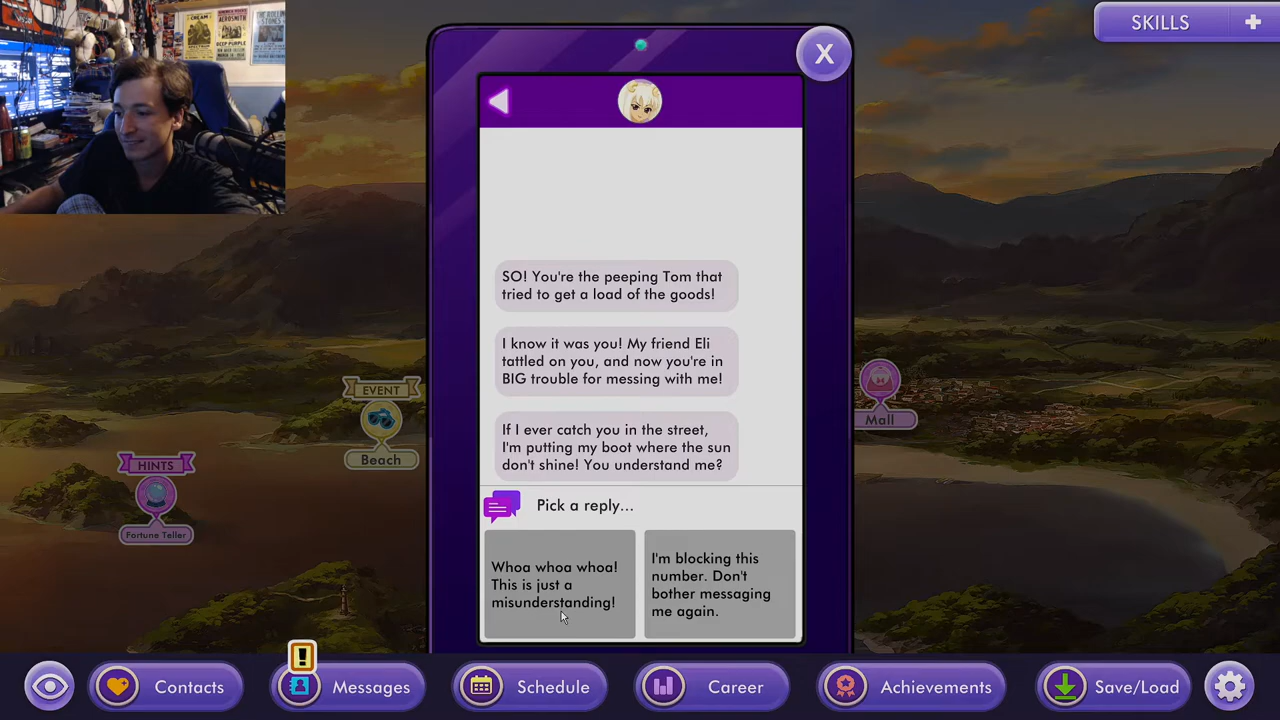 CREAM
AEROSMITH
DEEP PURPLE
SKILLS +
X
SO! You're the peeping Tom that
tried to get a load of the goods!
I know it was you! My friend Eli
tattled on you, and now you're in
BIG trouble for messing with me!
If I ever catch you in the street,
I'm putting my boot where the sun
don't shine! You understand me?
Pick a reply...
Whoa whoa whoa!
This is just a
misunderstanding!
I'm blocking this
number. Don't
bother messaging
me again.
EVENT
Beach
HINTS
Fortune Teller
Mall
!
Contacts
Messages
Schedule
Career
Achievements
Save/Load